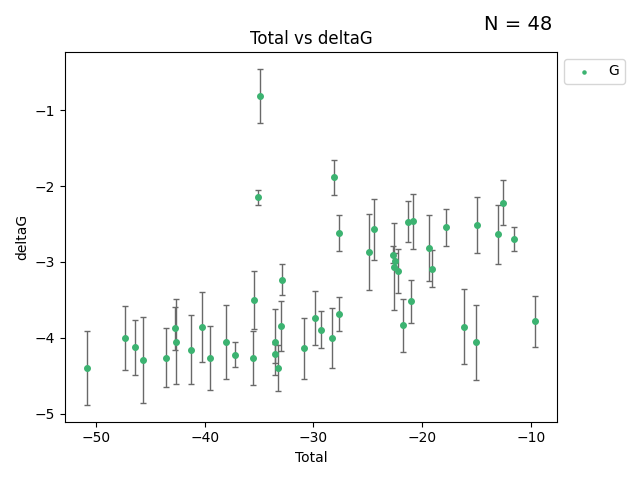 N = 48
Total vs deltaG
G
deltaG
−1
−2
−3
−4
−5
−50 −40 −30 −20 −10
Total